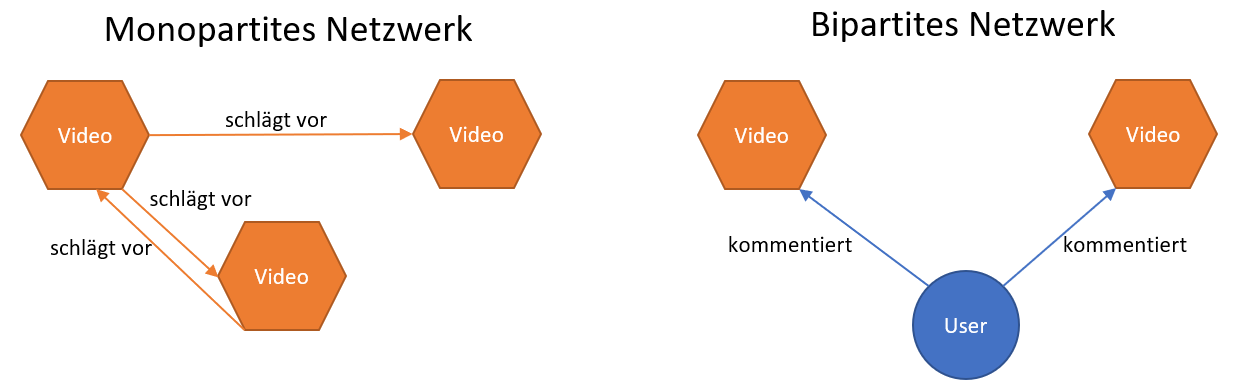 Monopartites Netzwerk
Video
schlägt vor
Video
schlägt vor
schlägt vor
Video
Bipartites Netzwerk
Video
Video
kommentiert
kommentiert
User